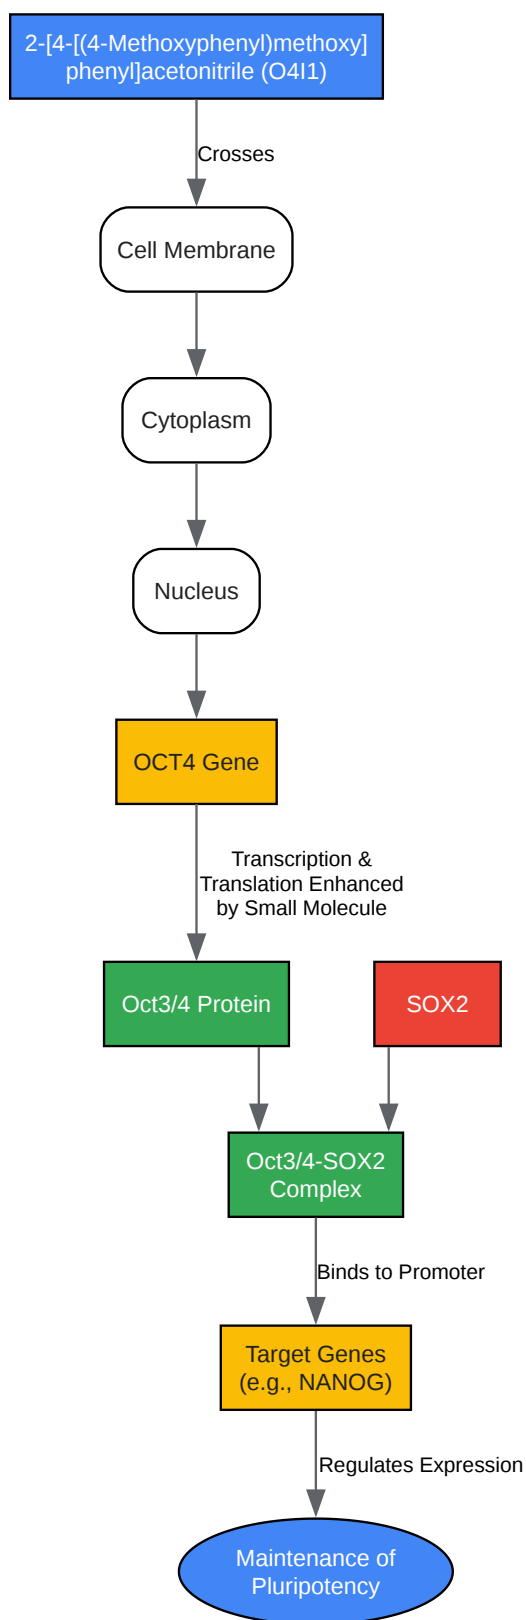 2-[4-[(4-Methoxyphenyl)methoxy]
phenyl]acetonitrile (O4I1)
Crosses
Cell Membrane
Cytoplasm
Nucleus
OCT4 Gene
Transcription &
Translation Enhanced
by Small Molecule
Oct3/4 Protein
SOX2
Oct3/4-SOX2
Complex
Binds to Promoter
Target Genes
(e.g., NANOG)
Regulates Expression
Maintenance of
Pluripotency